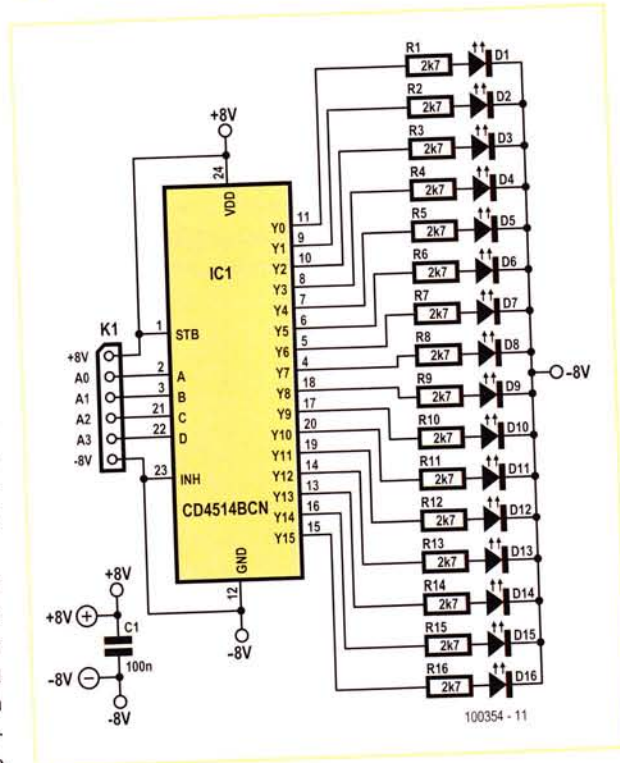 R1
2k7
D1
R2
2k7
D2
+8V
R3
2k7
D3
R4
2k7
D4
24
VDD
R5
2k7
D5
11
Y0
R6
2k7
D6
9
Y1
10
Y2
IC1
R7
2k7
D7
8
Y3
7
Y4
R8
2k7
D8
6
Y5
K1
1
STB
5
Y6
R9
2k7
D9
-8V
+8V
4
Y7
A0
2
A
18
Y8
R10
2k7
D10
A1
3
B
17
Y9
A2
21
C
20
Y10
R11
2k7
D11
A3
22
D
19
Y11
-8V
14
Y12
R12
2k7
D12
23
INH
13
Y13
CD4514BCN
16
Y14
R13
2k7
D13
15
Y15
GND
R14
2k7
D14
12
+8V
R15
2k7
D15
+8V
C1
-8V
100n
R16
2k7
D16
-8V
-8V
100354 - 11